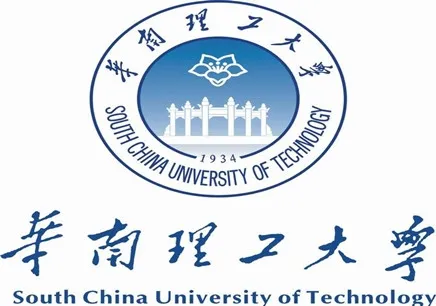 華南理工大學
1934
SOUTH CHINA UNIVERSITY OF TECHNOLOGY
華南理工大學
South China University of Technology